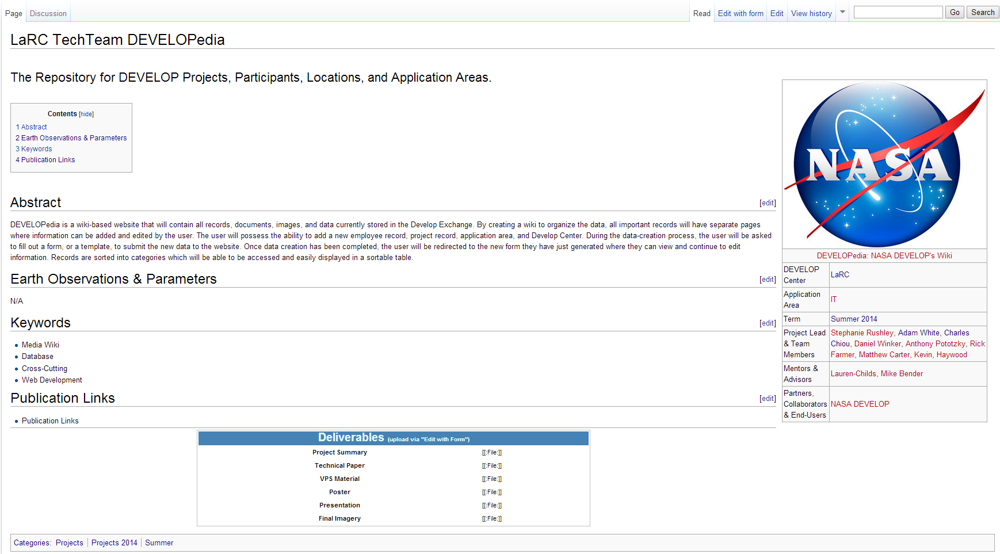 Page Discussion Read Edit with form Edit View history Go Search
LaRC TechTeam DEVELOPedia
The Repository for DEVELOP Projects, Participants, Locations, and Application Areas.
Contents [hide]
1 Abstract
2 Earth Observations & Parameters
3 Keywords
4 Publication Links
Abstract [edit]
DEVELOPedia is a wiki-based website that will contain all records, documents, images, and data currently stored in the Develop Exchange. By creating a wiki to organize the data, all important records will have separate pages
where information can be added and edited by the user. The user will possess the ability to add a new employee record, project record, application area, and Develop Center. During the data-creation process, the user will be asked
to fill out a form, or a template, to submit the new data to the website. Once data creation has been completed, the user will be redirected to the new form they have just generated where they can view and continue to edit
information. Records are sorted into categories which will be able to be accessed and easily displayed in a sortable table.
Earth Observations & Parameters [edit]
N/A
Keywords [edit]
Media Wiki
Database
Cross-Cutting
Web Development
Publication Links [edit]
Publication Links
NASA
DEVELOPedia: NASA DEVELOP's Wiki
DEVELOP
Center
LaRC
Application
Area
IT
Term
Summer 2014
Project Lead
& Team
Members
Stephanie Rushley, Adam White, Charles
Chiou, Daniel Winker, Anthony Pototzky, Rick
Farmer, Matthew Carter, Kevin, Haywood
Mentors &
Advisors
Lauren-Childs, Mike Bender
Partners,
Collaborators
& End-Users
NASA DEVELOP
Deliverables (upload via "Edit with Form")
Project Summary [[:File:]]
Technical Paper [[:File:]]
VPS Material [[:File:]]
Poster [[:File:]]
Presentation [[:File:]]
Final Imagery [[:File:]]
Categories: Projects | Projects 2014 | Summer